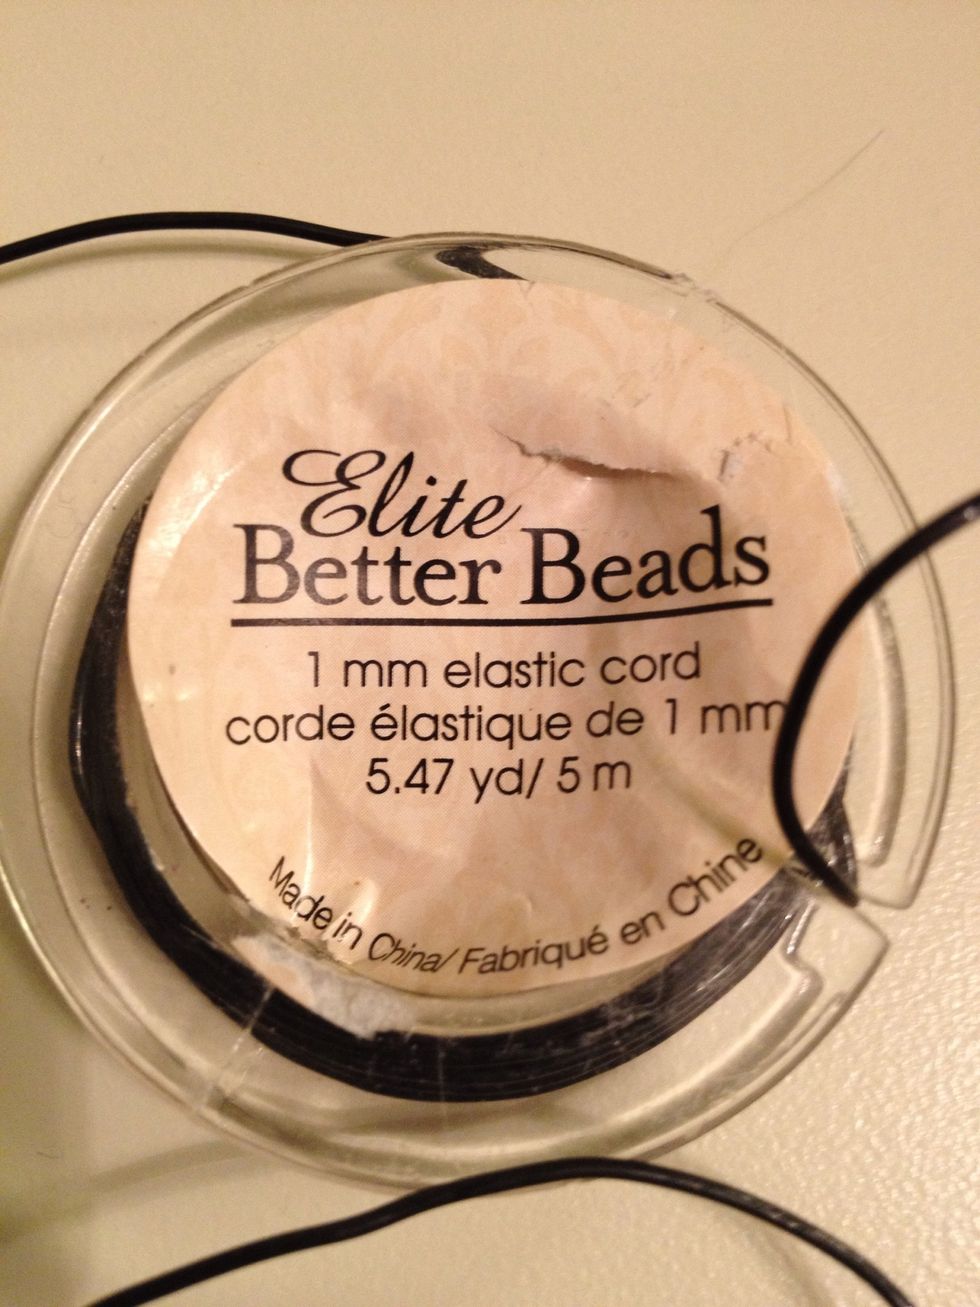 Elite
Better Beads
1 mm elastic cord
corde élastique de 1 mm
5.47 yd/ 5 m
Made in China/ Fabriqué en Chine